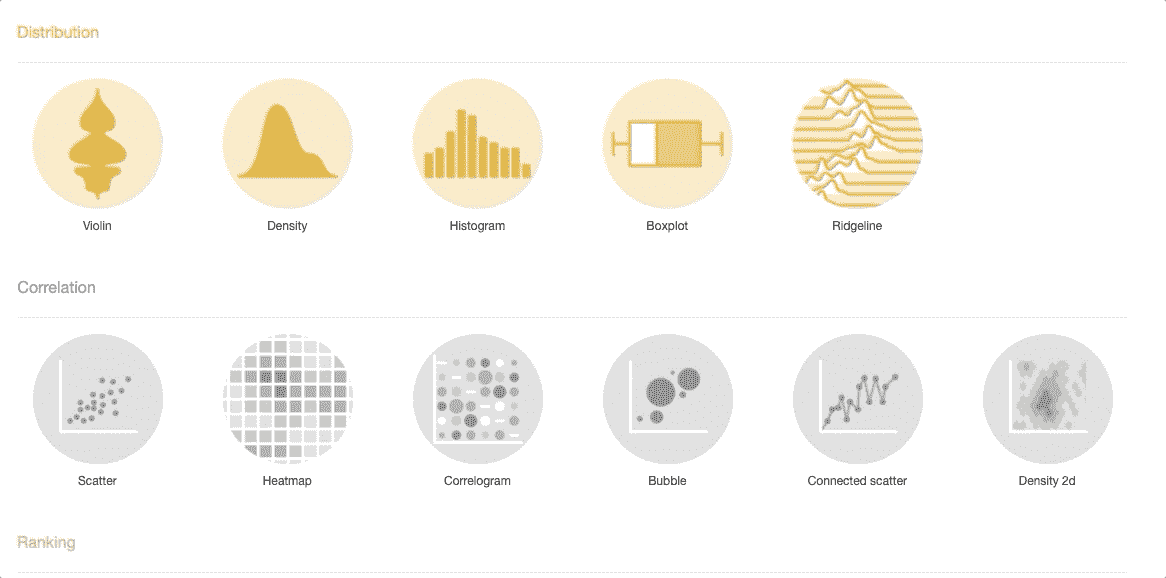 Distribution
Violin
Density
Histogram
Boxplot
Ridgeline
Correlation
Scatter
Heatmap
Correlogram
Bubble
Connected scatter
Density 2d
Ranking